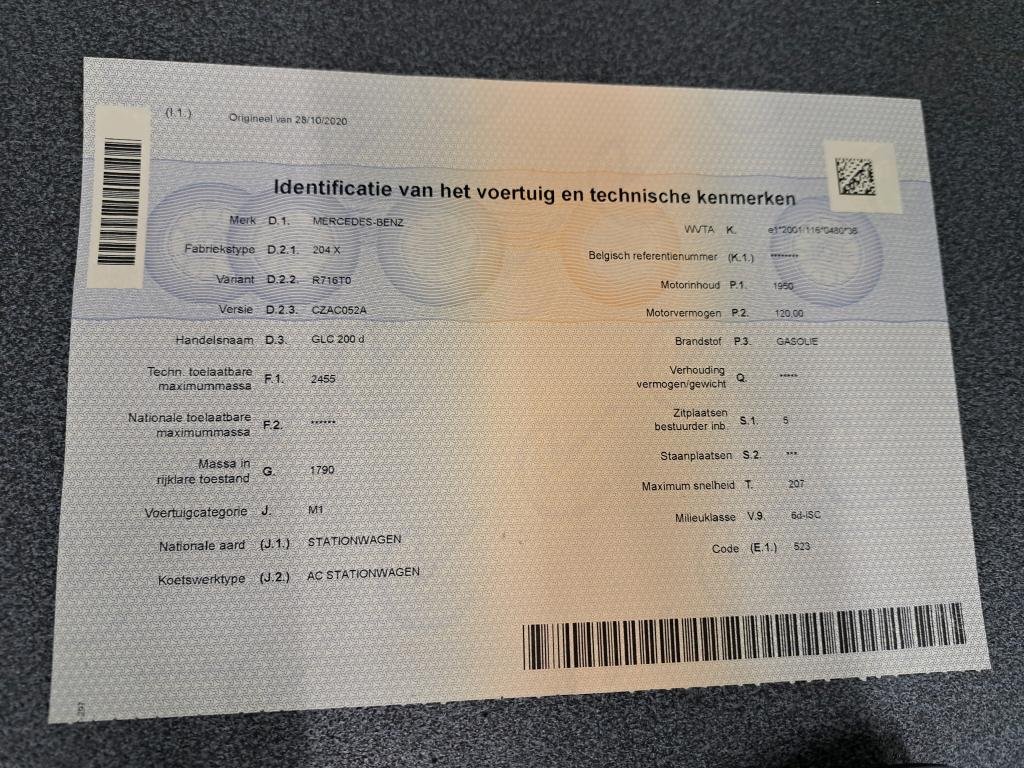 (I.1.) Origineel van 28/10/2020
Identificatie van het voertuig en technische kenmerken
Merk D.1. MERCEDES-BENZ
Fabriekstype D.2.1. 204 X
Variant D.2.2. R716T0
Versie D.2.3. CZAC052A
Handelsnaam D.3. GLC 200 d
Techn. toelaatbare
maximummassa F.1. 2455
Nationale toelaatbare
maximummassa F.2. ******
Massa in
rijklare toestand G. 1790
Voertuigcategorie J. M1
Nationale aard (J.1.) STATIONWAGEN
Koetswerktype (J.2.) AC STATIONWAGEN
WVTA K. e1*2001/116*0480*36
Belgisch referentienummer (K.1.) ********
Motorinhoud P.1. 1950
Motorvermogen P.2. 120,00
Brandstof P.3. GASOLIE
Verhouding
vermogen/gewicht Q. *****
Zitplaatsen
bestuurder inb. S.1. 5
Staanplaatsen S.2. ***
Maximum snelheid T. 207
Milieuklasse V.9. 6d-ISC
Code (E.1.) 523